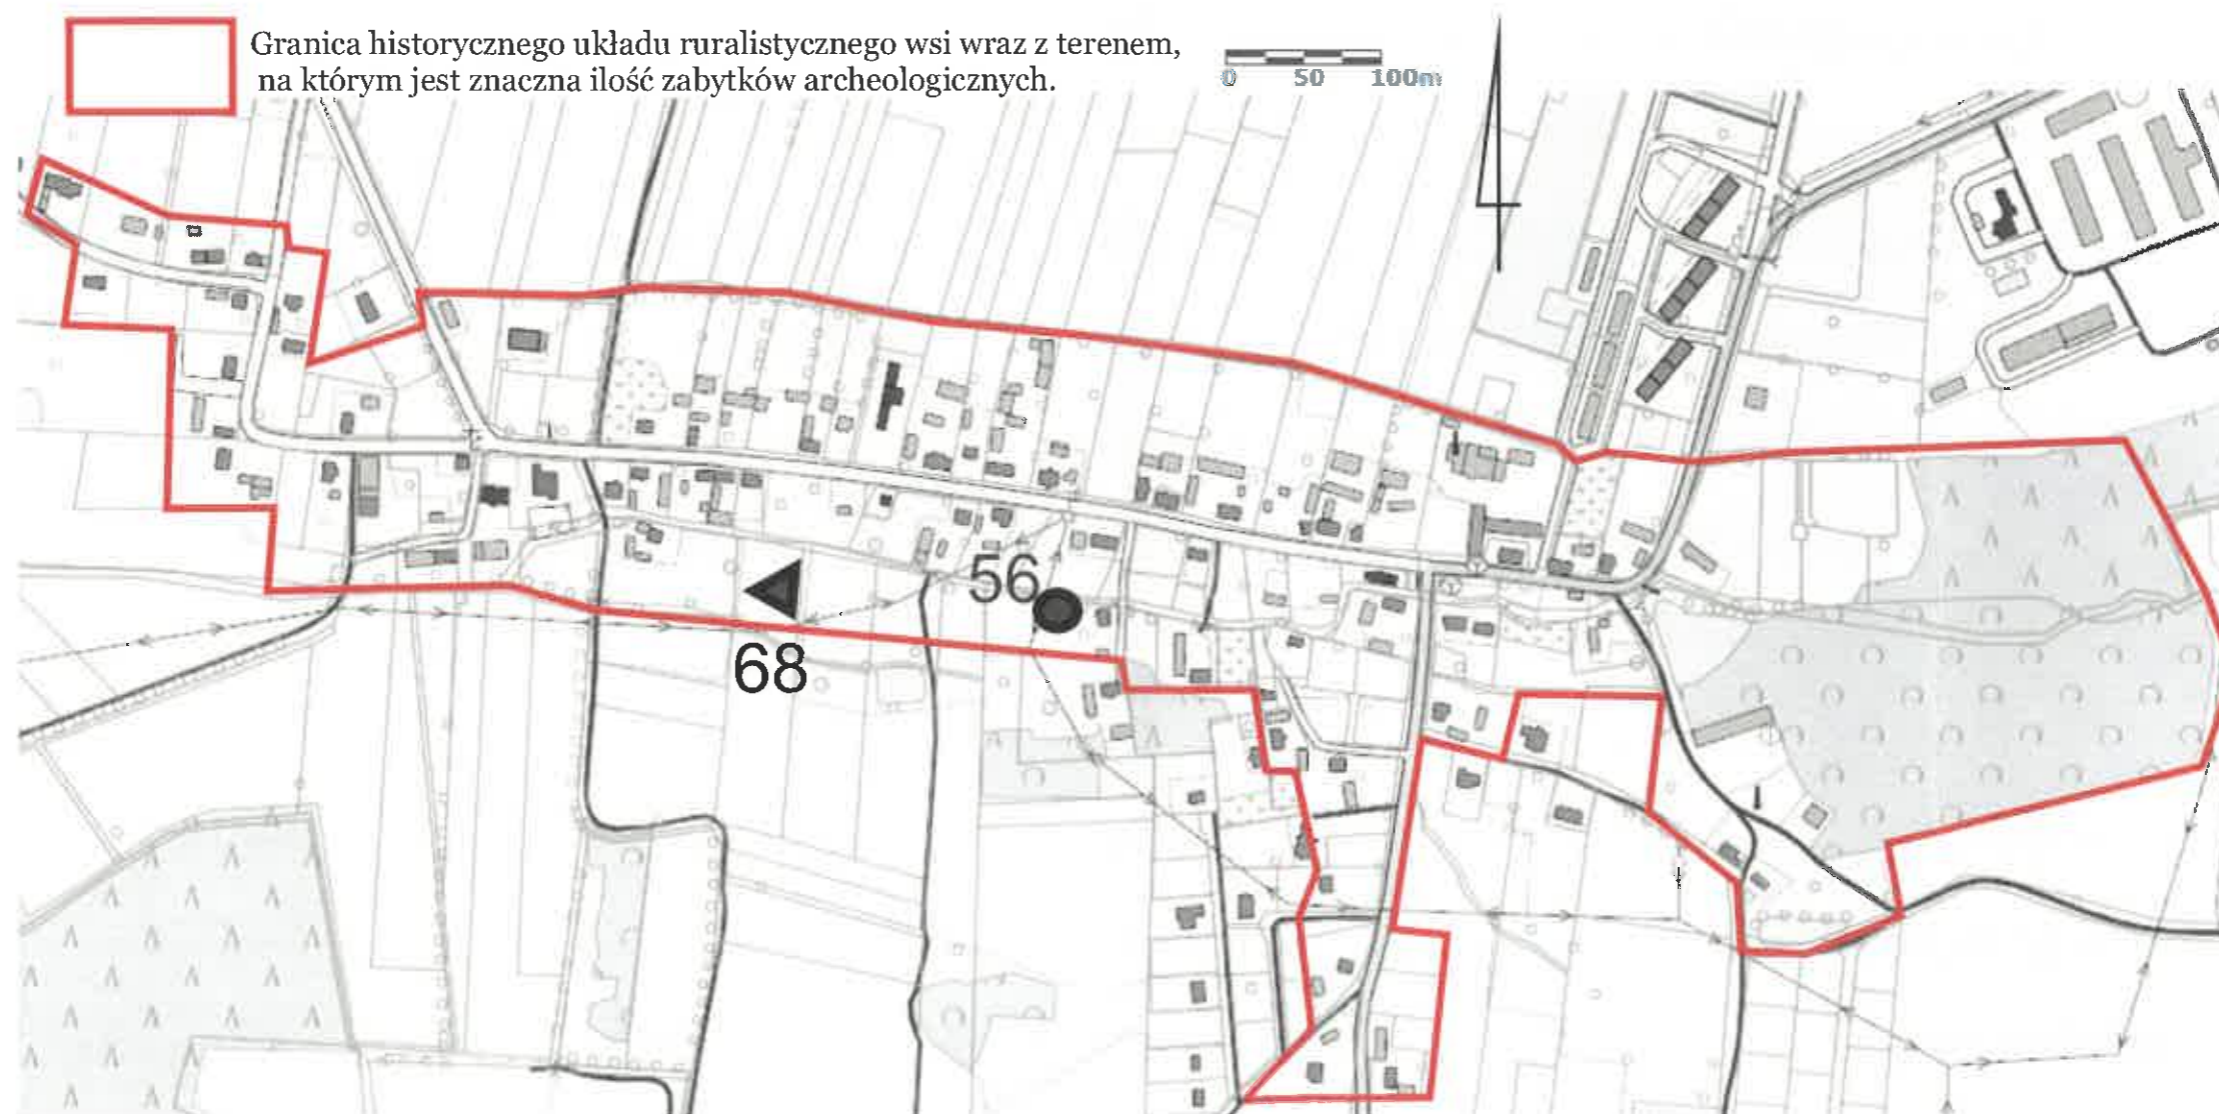 Granica historycznego układu ruralistycznego wsi wraz z terenem,
na którym jest znaczna ilość zabytków archeologicznych.
0 50 100m
56
68